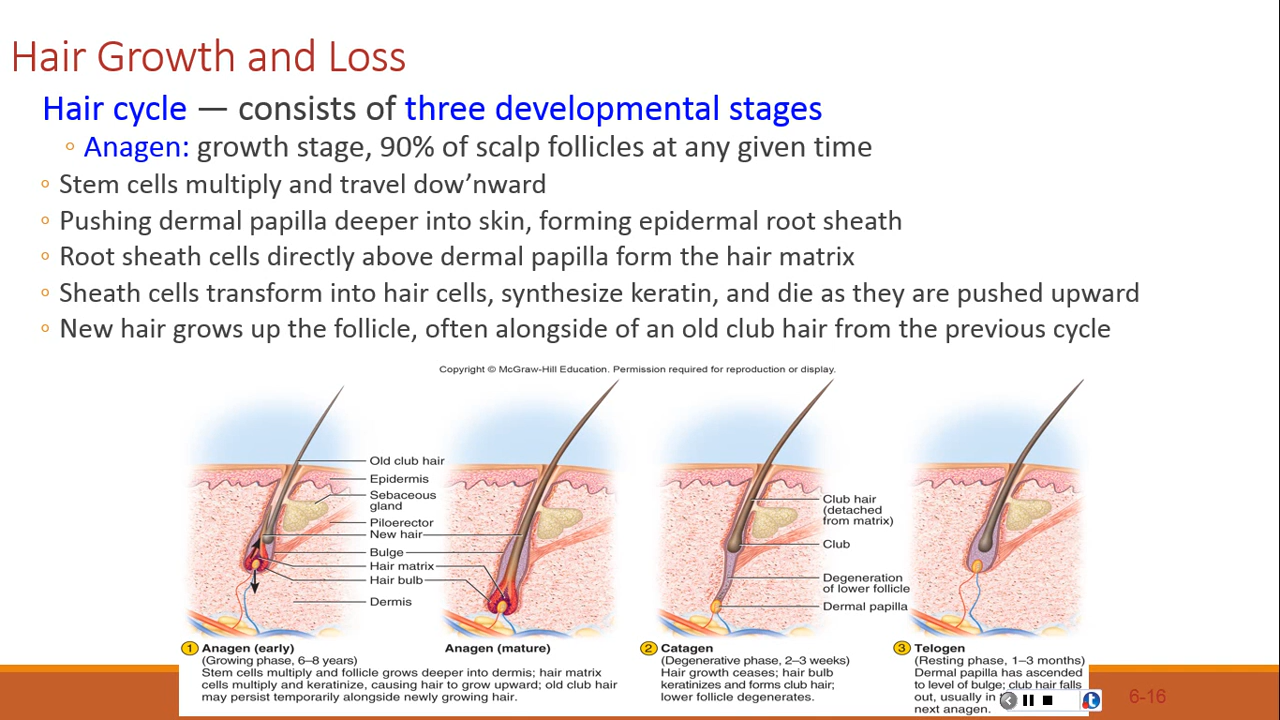 Hair Growth and Loss
Hair cycle — consists of three developmental stages
◦ Anagen: growth stage, 90% of scalp follicles at any given time
◦ Stem cells multiply and travel dow’nward
◦ Pushing dermal papilla deeper into skin, forming epidermal root sheath
◦ Root sheath cells directly above dermal papilla form the hair matrix
◦ Sheath cells transform into hair cells, synthesize keratin, and die as they are pushed upward
◦ New hair grows up the follicle, often alongside of an old club hair from the previous cycle
Copyright © McGraw-Hill Education. Permission required for reproduction or display.
Old club hair
Epidermis
Sebaceous
gland
Piloerector
New hair
Bulge
Hair matrix
Hair bulb
Dermis
Club hair
(detached
from matrix)
Club
Degeneration
of lower follicle
Dermal papilla
1 Anagen (early)
(Growing phase, 6–8 years)
Stem cells multiply and follicle grows deeper into dermis; hair matrix
cells multiply and keratinize, causing hair to grow upward; old club hair
may persist temporarily alongside newly growing hair.
Anagen (mature)
2 Catagen
(Degenerative phase, 2–3 weeks)
Hair growth ceases; hair bulb
keratinizes and forms club hair;
lower follicle degenerates.
3 Telogen
(Resting phase, 1–3 months)
Dermal papilla has ascended
to level of bulge; club hair falls
out, usually in
next anagen.
6-16